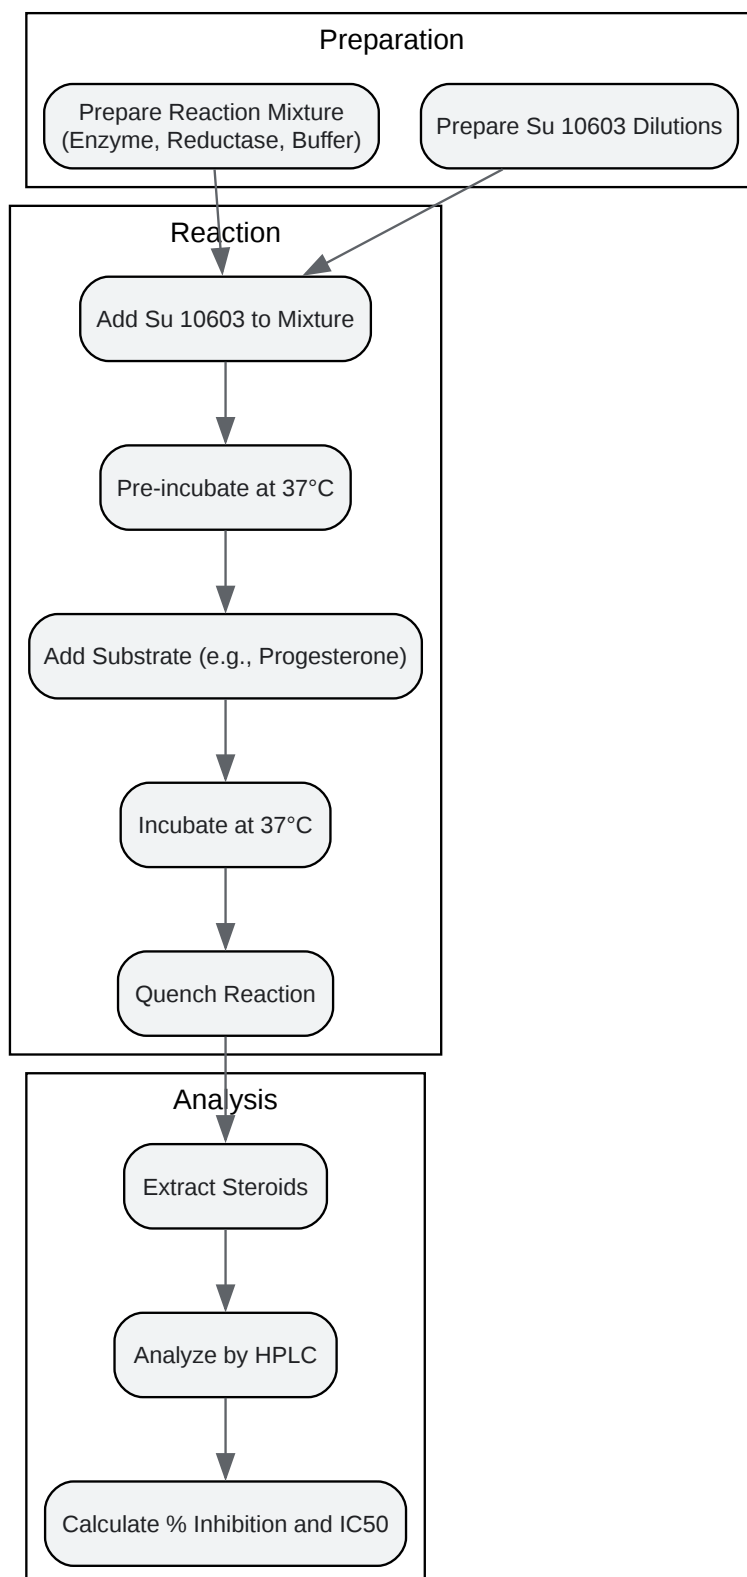 Preparation
Prepare Reaction Mixture
(Enzyme, Reductase, Buffer)
Prepare Su 10603 Dilutions
Reaction
Add Su 10603 to Mixture
Pre-incubate at 37°C
Add Substrate (e.g., Progesterone)
Incubate at 37°C
Quench Reaction
Analysis
Extract Steroids
Analyze by HPLC
Calculate % Inhibition and IC50